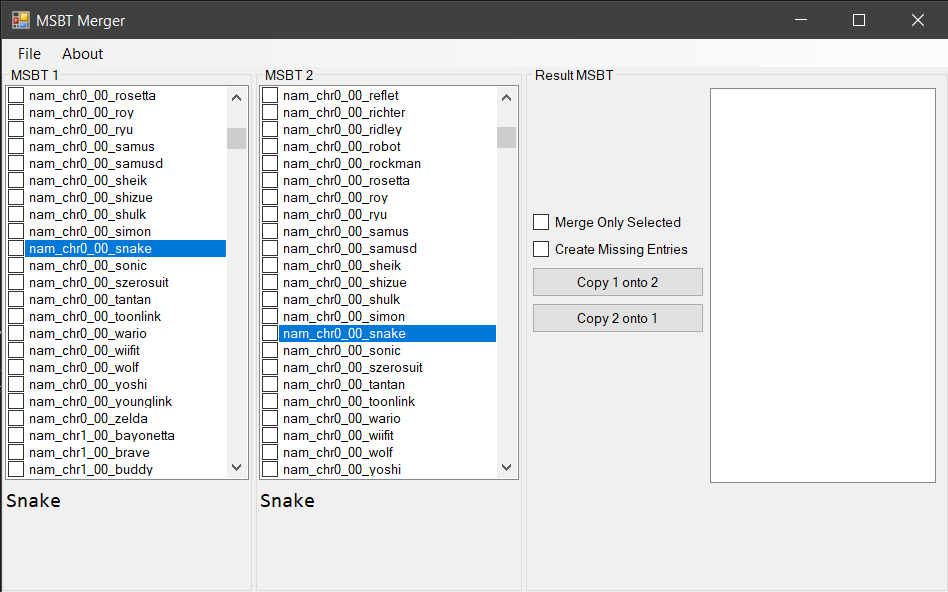 MSBT Merger
File About
MSBT 1
nam_chr0_00_rosetta
nam_chr0_00_roy
nam_chr0_00_ryu
nam_chr0_00_samus
nam_chr0_00_samusd
nam_chr0_00_sheik
nam_chr0_00_shizue
nam_chr0_00_shulk
nam_chr0_00_simon
nam_chr0_00_snake
nam_chr0_00_sonic
nam_chr0_00_szerosuit
nam_chr0_00_tantan
nam_chr0_00_toonlink
nam_chr0_00_wario
nam_chr0_00_wiifit
nam_chr0_00_wolf
nam_chr0_00_yoshi
nam_chr0_00_younglink
nam_chr0_00_zelda
nam_chr1_00_bayonetta
nam_chr1_00_brave
nam_chr1_00_buddy
Snake
MSBT 2
nam_chr0_00_reflet
nam_chr0_00_richter
nam_chr0_00_ridley
nam_chr0_00_robot
nam_chr0_00_rockman
nam_chr0_00_rosetta
nam_chr0_00_roy
nam_chr0_00_ryu
nam_chr0_00_samus
nam_chr0_00_samusd
nam_chr0_00_sheik
nam_chr0_00_shizue
nam_chr0_00_shulk
nam_chr0_00_simon
nam_chr0_00_snake
nam_chr0_00_sonic
nam_chr0_00_szerosuit
nam_chr0_00_tantan
nam_chr0_00_toonlink
nam_chr0_00_wario
nam_chr0_00_wiifit
nam_chr0_00_wolf
nam_chr0_00_yoshi
Snake
Result MSBT
Merge Only Selected
Create Missing Entries
Copy 1 onto 2
Copy 2 onto 1